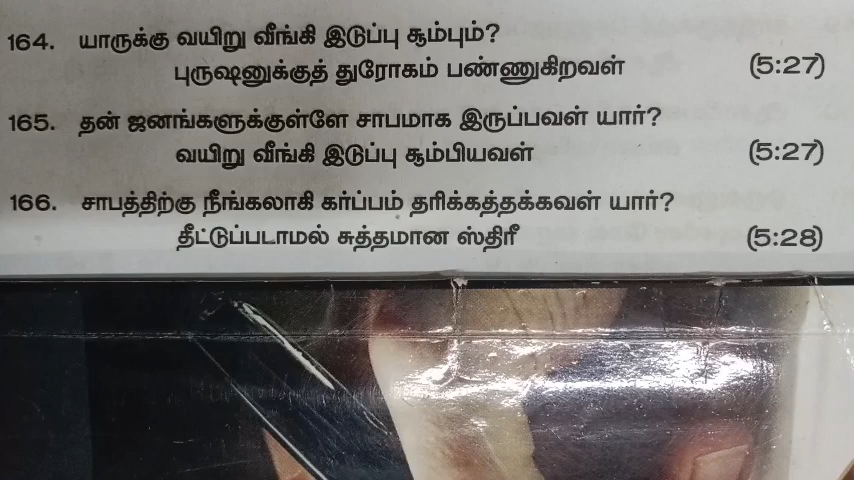 164. யாருக்கு வயிறு வீங்கி இடுப்பு சூம்பும்?
புருஷனுக்குத் துரோகம் பண்ணுகிறவள் (5:27)
165. தன் ஜனங்களுக்குள்ளே சாபமாக இருப்பவள் யார்?
வயிறு வீங்கி இடுப்பு சூம்பியவள் (5:27)
166. சாபத்திற்கு நீங்கலாகி கர்ப்பம் தரிக்கத்தக்கவள் யார்?
தீட்டுப்படாமல் சுத்தமான ஸ்திரீ (5:28)